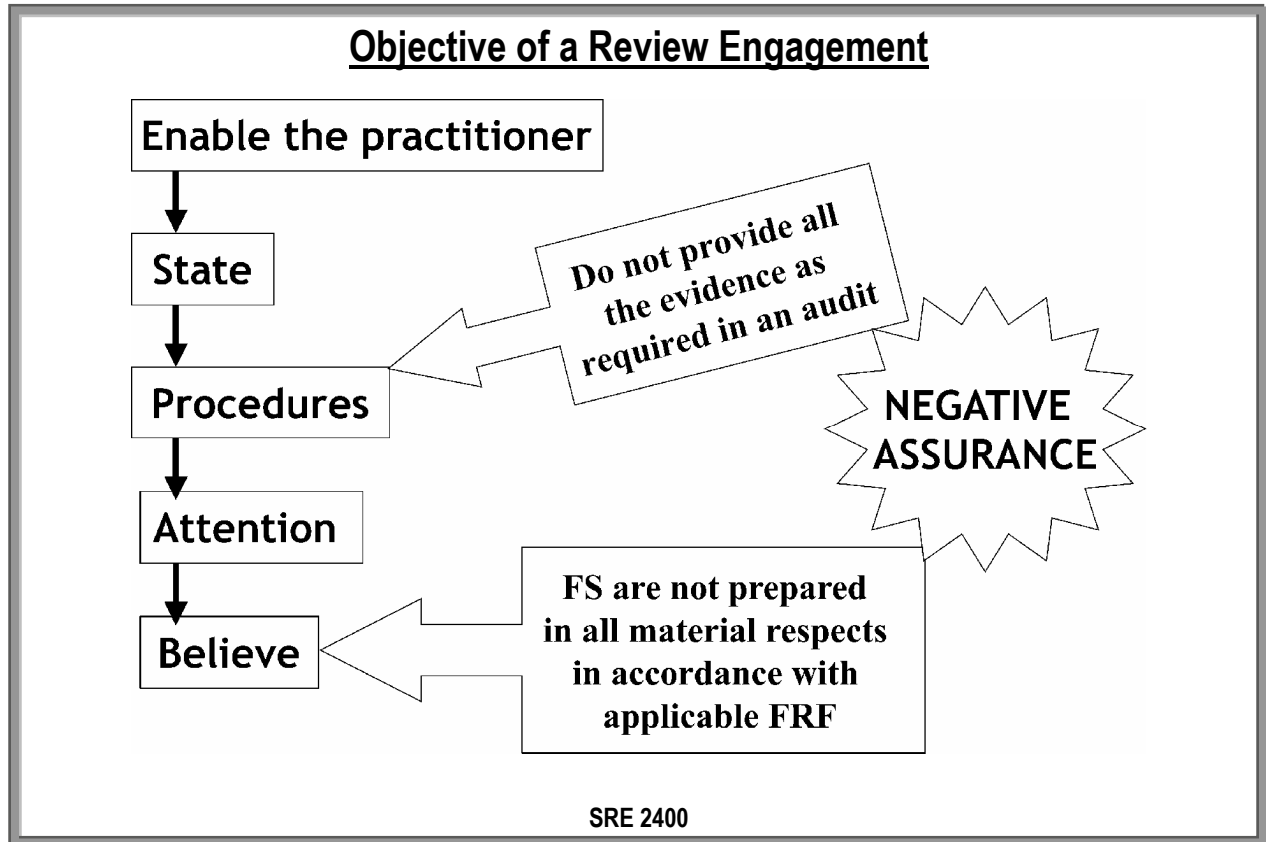 Objective of a Review Engagement
Enable the practitioner
State
Do not provide all
the evidence as
required in an audit
Procedures
NEGATIVE
ASSURANCE
Attention
FS are not prepared
in all material respects
in accordance with
applicable FRF
Believe
SRE 2400